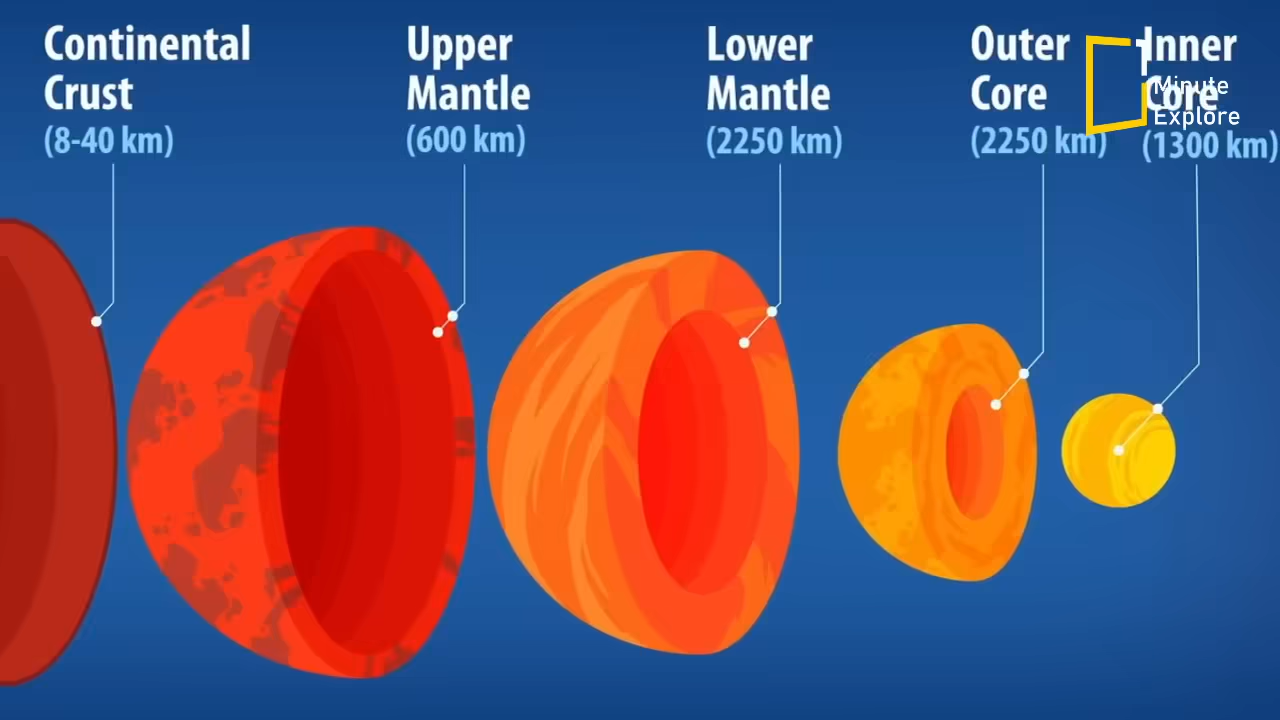 Continental
Crust
(8-40 km)
Upper
Mantle
(600 km)
Lower
Mantle
(2250 km)
Outer
Core
(2250 km)
Inner
Core
(1300 km)
1
Minute
Explore